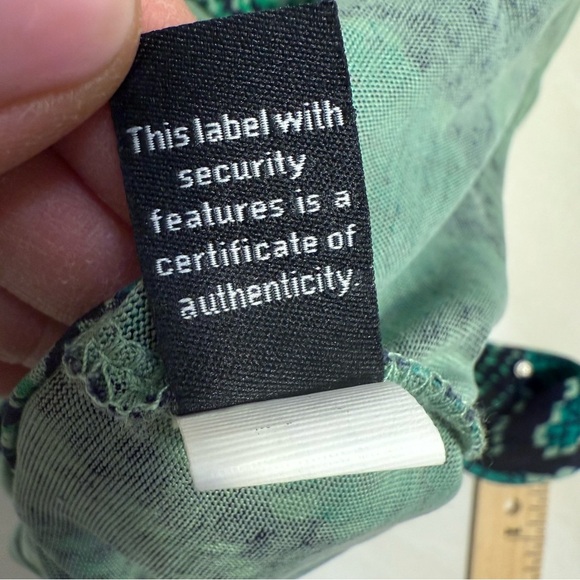 This label with
security
features is a
certificate of
authenticity.